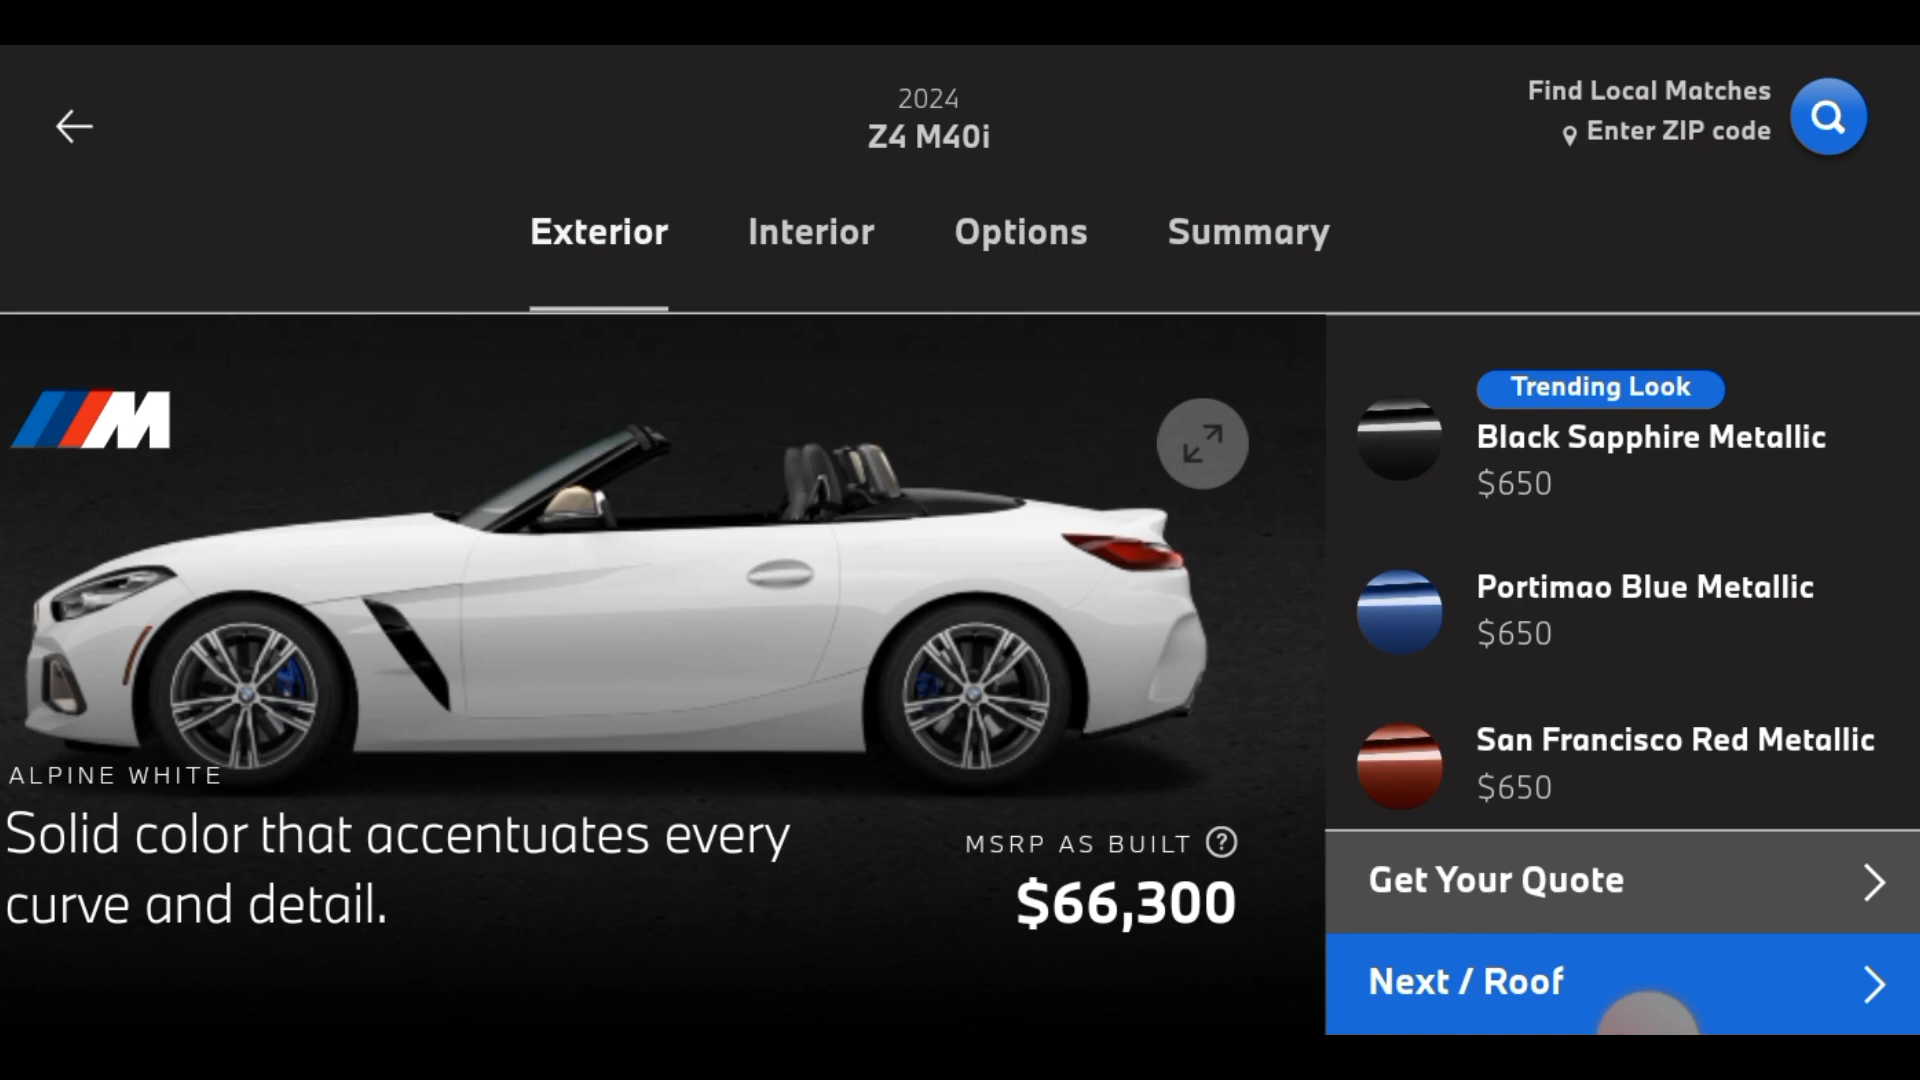 2024
Z4 M40i
Find Local Matches
Enter ZIP code
Exterior
Interior
Options
Summary
M
Trending Look
Black Sapphire Metallic
$650
Portimao Blue Metallic
$650
San Francisco Red Metallic
$650
ALPINE WHITE
Solid color that accentuates every
curve and detail.
MSRP AS BUILT ?
$66,300
Get Your Quote
Next / Roof